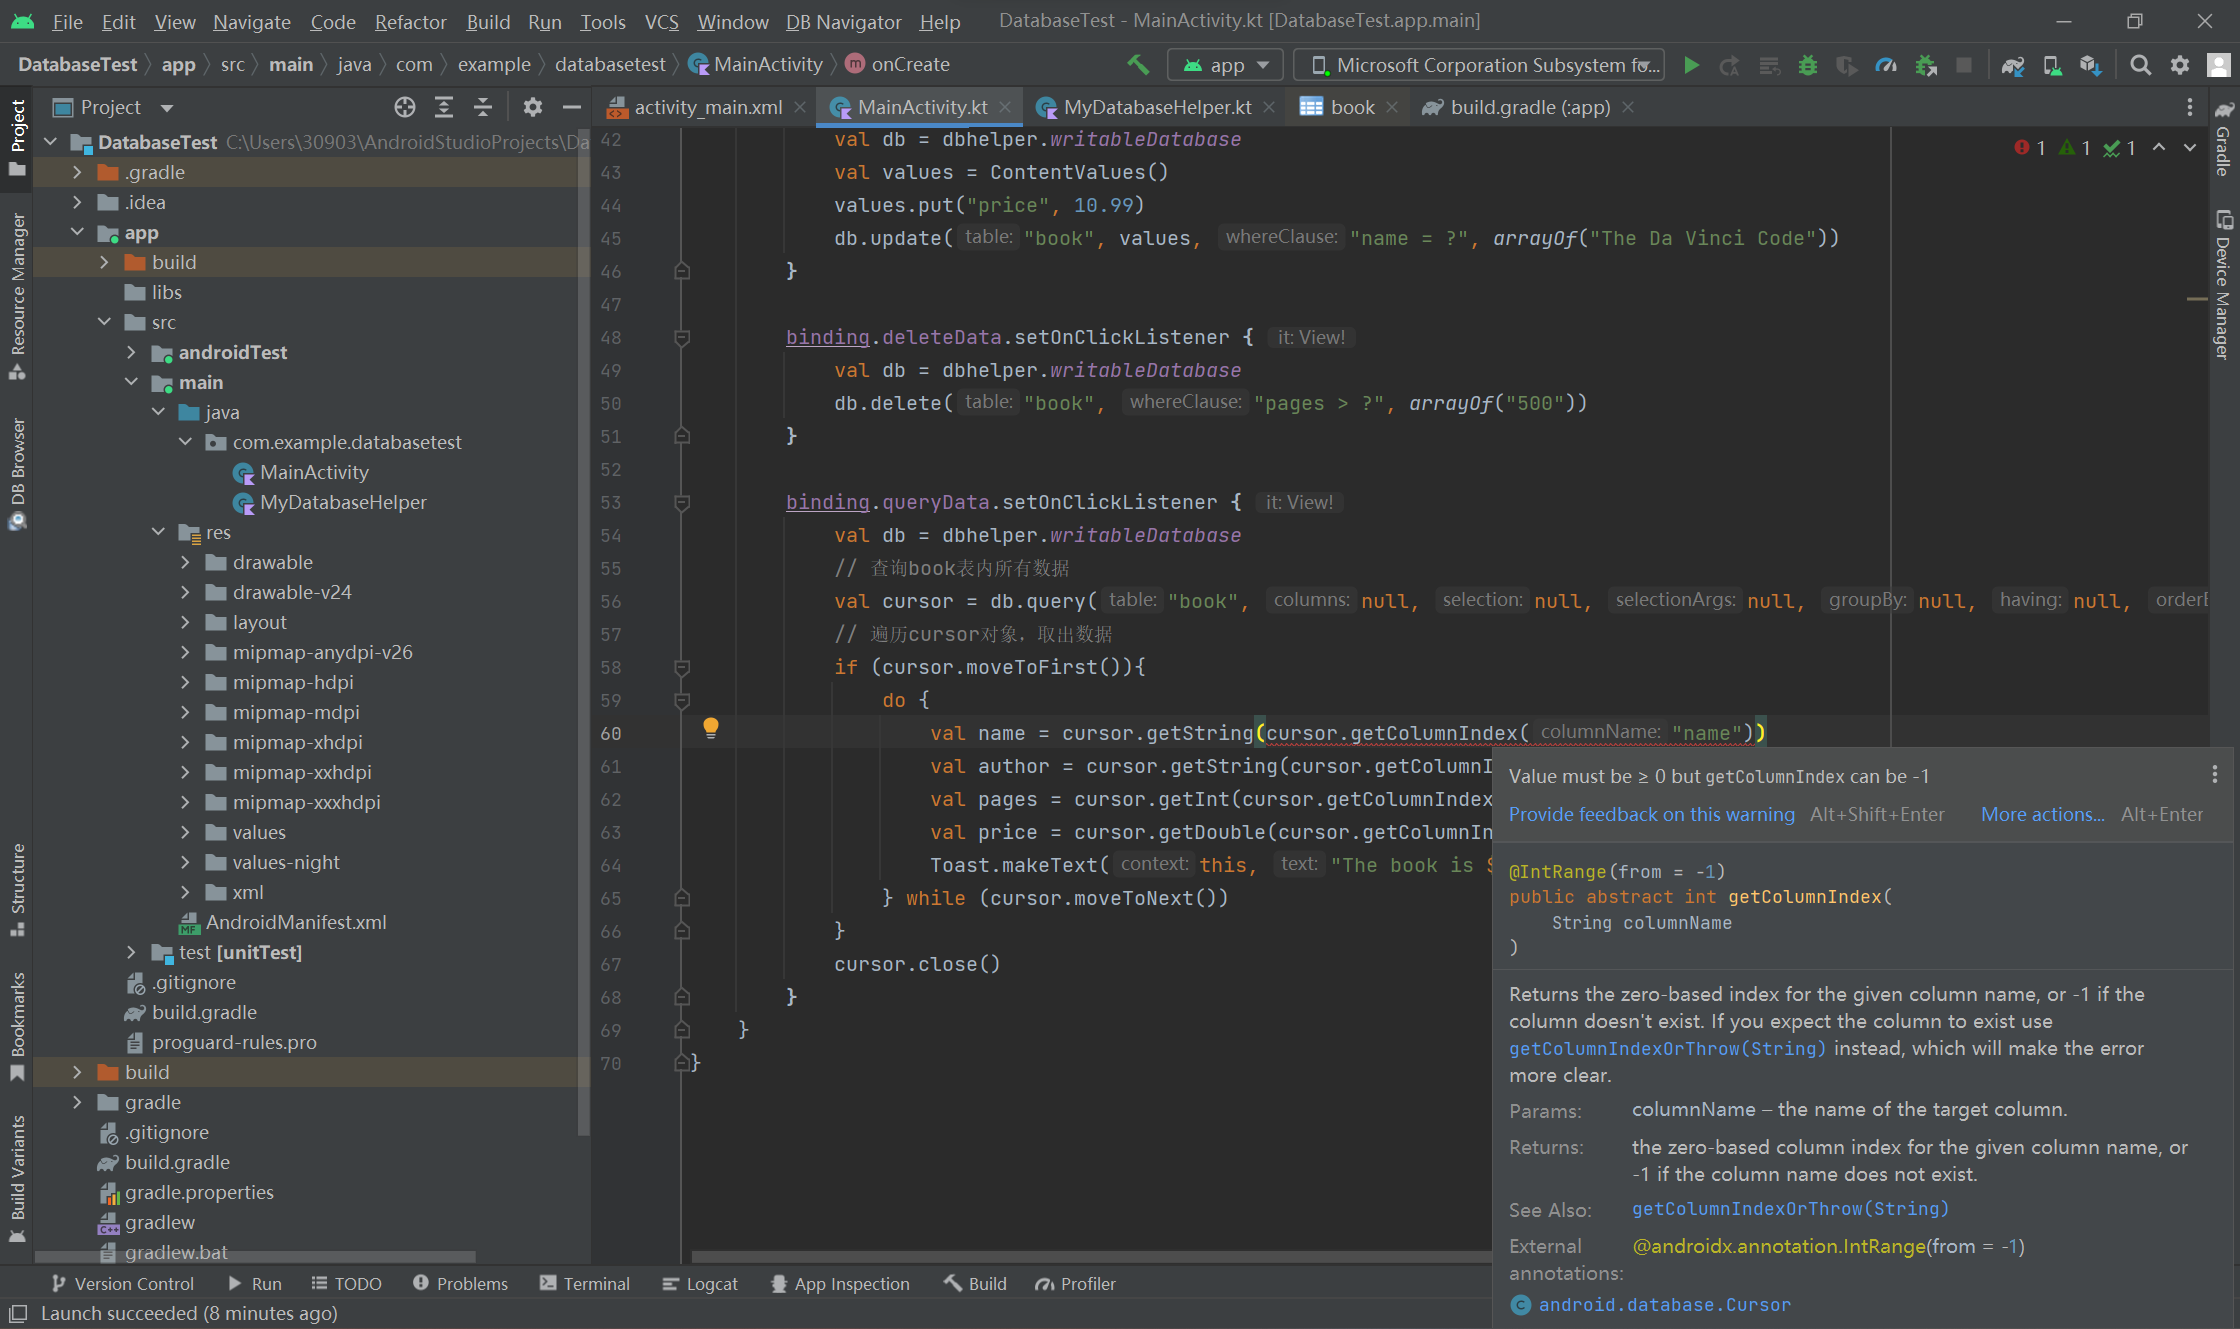 File Edit View Navigate Code Refactor Build Run Tools VCS Window DB Navigator Help DatabaseTest - MainActivity.kt [DatabaseTest.app.main]
DatabaseTest app src main java com example databasetest MainActivity onCreate app Microsoft Corporation Subsystem fo...
Project
activity_main.xml MainActivity.kt MyDatabaseHelper.kt book build.gradle (:app)
DatabaseTest C:\Users\30903\AndroidStudioProjects\Da
.gradle
.idea
app
build
libs
src
androidTest
main
java
com.example.databasetest
MainActivity
MyDatabaseHelper
res
drawable
drawable-v24
layout
mipmap-anydpi-v26
mipmap-hdpi
mipmap-mdpi
mipmap-xhdpi
mipmap-xxhdpi
mipmap-xxxhdpi
values
values-night
xml
AndroidManifest.xml
test [unitTest]
.gitignore
build.gradle
proguard-rules.pro
build
gradle
.gitignore
build.gradle
gradle.properties
gradlew
gradlew.bat
Project
Resource Manager
DB Browser
Structure
Bookmarks
Build Variants
1 1 1
42 val db = dbhelper.writableDatabase
43 val values = ContentValues()
44 values.put("price", 10.99)
45 db.update( table: "book", values, whereClause: "name = ?", arrayOf("The Da Vinci Code"))
46 }
47
48 binding.deleteData.setOnClickListener { it: View!
49 val db = dbhelper.writableDatabase
50 db.delete( table: "book", whereClause: "pages > ?", arrayOf("500"))
51 }
52
53 binding.queryData.setOnClickListener { it: View!
54 val db = dbhelper.writableDatabase
55 // 查询book表内所有数据
56 val cursor = db.query( table: "book", columns: null, selection: null, selectionArgs: null, groupBy: null, having: null, orderB
57 // 遍历cursor对象，取出数据
58 if (cursor.moveToFirst()){
59 do {
60 val name = cursor.getString(cursor.getColumnIndex( columnName: "name"))
61 val author = cursor.getString(cursor.getColumnI
62 val pages = cursor.getInt(cursor.getColumnIndex
63 val price = cursor.getDouble(cursor.getColumnIn
64 Toast.makeText( context: this, text: "The book is $
65 } while (cursor.moveToNext())
66 }
67 cursor.close()
68 }
69 }
70 }
Value must be ≥ 0 but getColumnIndex can be -1
Provide feedback on this warning Alt+Shift+Enter More actions... Alt+Enter
@IntRange(from = -1)
public abstract int getColumnIndex(
String columnName
)
Returns the zero-based index for the given column name, or -1 if the
column doesn't exist. If you expect the column to exist use
getColumnIndexOrThrow(String) instead, which will make the error
more clear.
Params: columnName – the name of the target column.
Returns: the zero-based column index for the given column name, or
-1 if the column name does not exist.
See Also: getColumnIndexOrThrow(String)
External @androidx.annotation.IntRange(from = -1)
annotations:
android.database.Cursor
Gradle
Device Manager
Version Control Run TODO Problems Terminal Logcat App Inspection Build Profiler
Launch succeeded (8 minutes ago)